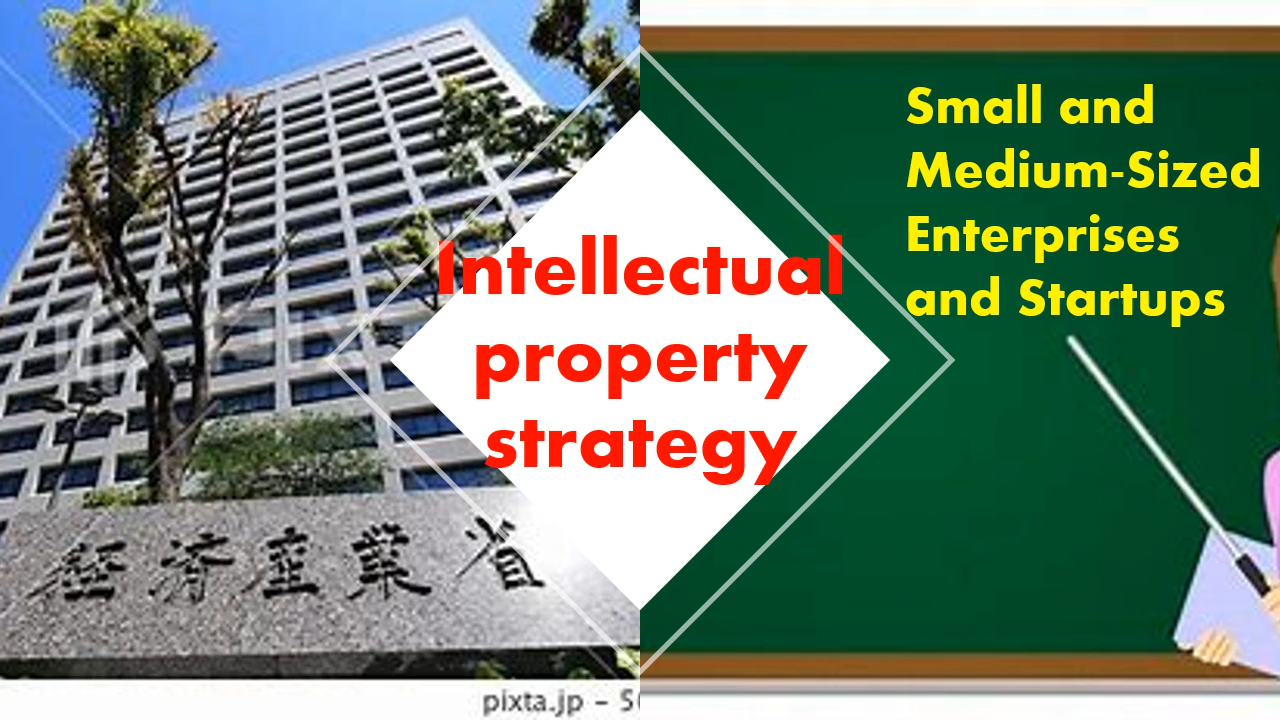 Small and
Medium-Sized
Enterprises
and Startups
Intellectual
property
strategy
経済産業省
pixta.jp -